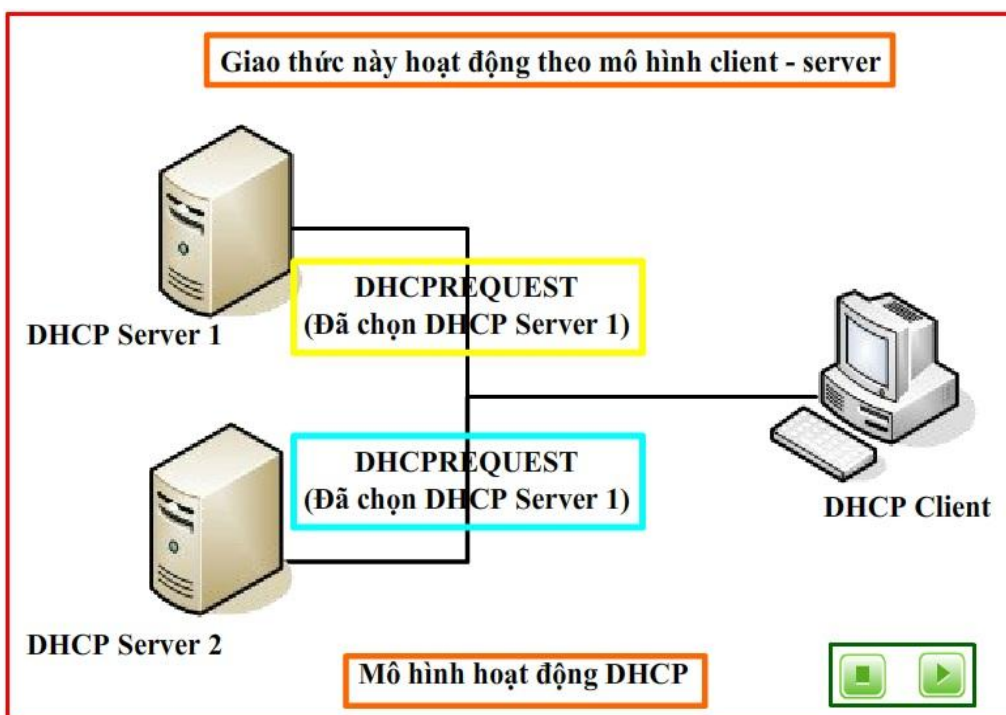 Giao thức này hoạt động theo mô hình client - server
DHCPREQUEST
(Đã chọn DHCP Server 1)
DHCP Server 1
DHCPREQUEST
(Đã chọn DHCP Server 1)
DHCP Client
DHCP Server 2
Mô hình hoạt động DHCP